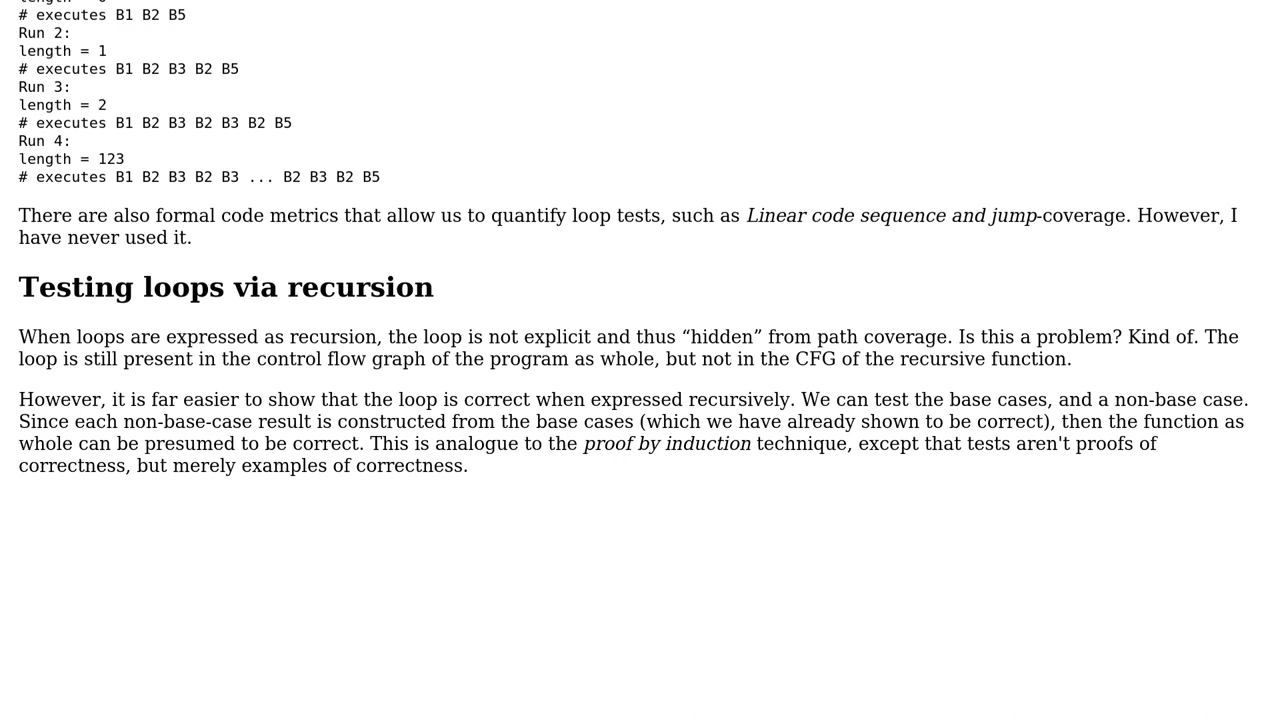 # executes B1 B2 B5
Run 2:
length = 1
# executes B1 B2 B3 B2 B5
Run 3:
length = 2
# executes B1 B2 B3 B2 B3 B2 B5
Run 4:
length = 123
# executes B1 B2 B3 B2 B3 ... B2 B3 B2 B5
There are also formal code metrics that allow us to quantify loop tests, such as Linear code sequence and jump-coverage. However, I
have never used it.
Testing loops via recursion
When loops are expressed as recursion, the loop is not explicit and thus “hidden” from path coverage. Is this a problem? Kind of. The
loop is still present in the control flow graph of the program as whole, but not in the CFG of the recursive function.
However, it is far easier to show that the loop is correct when expressed recursively. We can test the base cases, and a non-base case.
Since each non-base-case result is constructed from the base cases (which we have already shown to be correct), then the function as
whole can be presumed to be correct. This is analogue to the proof by induction technique, except that tests aren't proofs of
correctness, but merely examples of correctness.